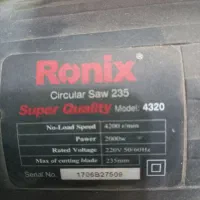 Ronix
Circular Saw 235
Super Quality Model: 4320
No-Load Speed 4200 r/min
Power 2000w
Rated Voltage 220V 50/60Hz
Max of cutting blade 235mm
Serial No. 1706B27506